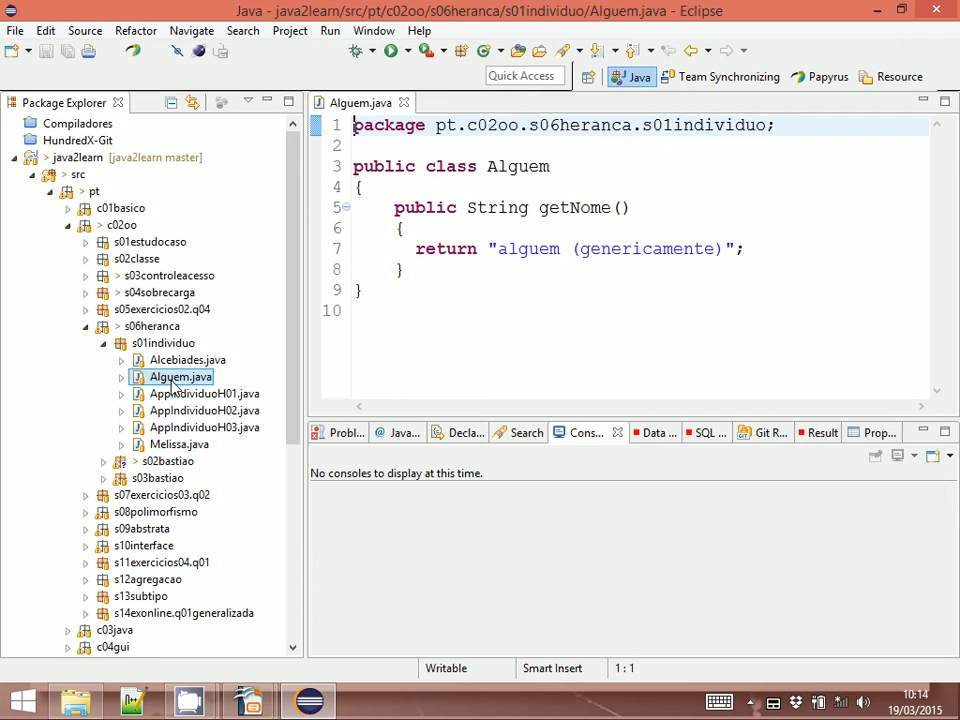 Java - java2learn/src/pt/c02oo/s06heranca/s01individuo/Alguem.java - Eclipse
File Edit Source Refactor Navigate Search Project Run Window Help
Quick Access
Java
Team Synchronizing
Papyrus
Resource
Package Explorer
Compiladores
HundredX-Git
> java2learn [java2learn master]
> src
> pt
c01basico
> c02oo
s01estudocaso
s02classe
> s03controleacesso
> s04sobrecarga
s05exercicios02.q04
> s06heranca
s01individuo
Alcebiades.java
Alguem.java
AppIndividuoH01.java
AppIndividuoH02.java
AppIndividuoH03.java
Melissa.java
> s02bastiao
s03bastiao
s07exercicios03.q02
s08polimorfismo
s09abstrata
s10interface
s11exercicios04.q01
s12agregacao
s13subtipo
s14exonline.q01generalizada
c03java
c04gui
Alguem.java
1 package pt.c02oo.s06heranca.s01individuo;
2
3 public class Alguem
4 {
5 public String getNome()
6 {
7 return "alguem (genericamente)";
8 }
9 }
10
Probl... @ Java... Decla... Search Cons... Data ... SQL ... Git R... Result Prop...
No consoles to display at this time.
Writable Smart Insert 1 : 1
10:14
19/03/2015